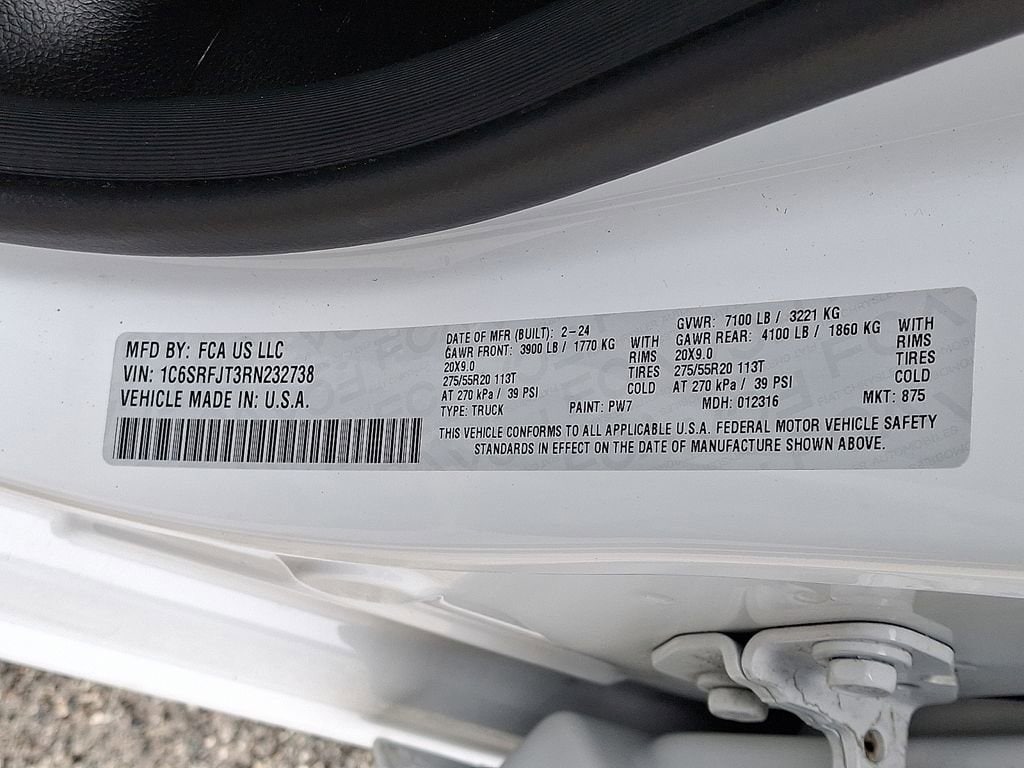 MFD BY: FCA US LLC
VIN: 1C6SRFJT3RN232738
VEHICLE MADE IN: U.S.A.
DATE OF MFR (BUILT): 2-24
GAWR FRONT: 3900 LB / 1770 KG WITH
20X9.0 RIMS
275/55R20 113T TIRES
AT 270 kPa / 39 PSI COLD
GVWR: 7100 LB / 3221 KG
GAWR REAR: 4100 LB / 1860 KG WITH
20X9.0 RIMS
275/55R20 113T TIRES
AT 270 kPa / 39 PSI COLD
TYPE: TRUCK PAINT: PW7 MDH: 012316 MKT: 875
THIS VEHICLE CONFORMS TO ALL APPLICABLE U.S.A. FEDERAL MOTOR VEHICLE SAFETY
STANDARDS IN EFFECT ON THE DATE OF MANUFACTURE SHOWN ABOVE.